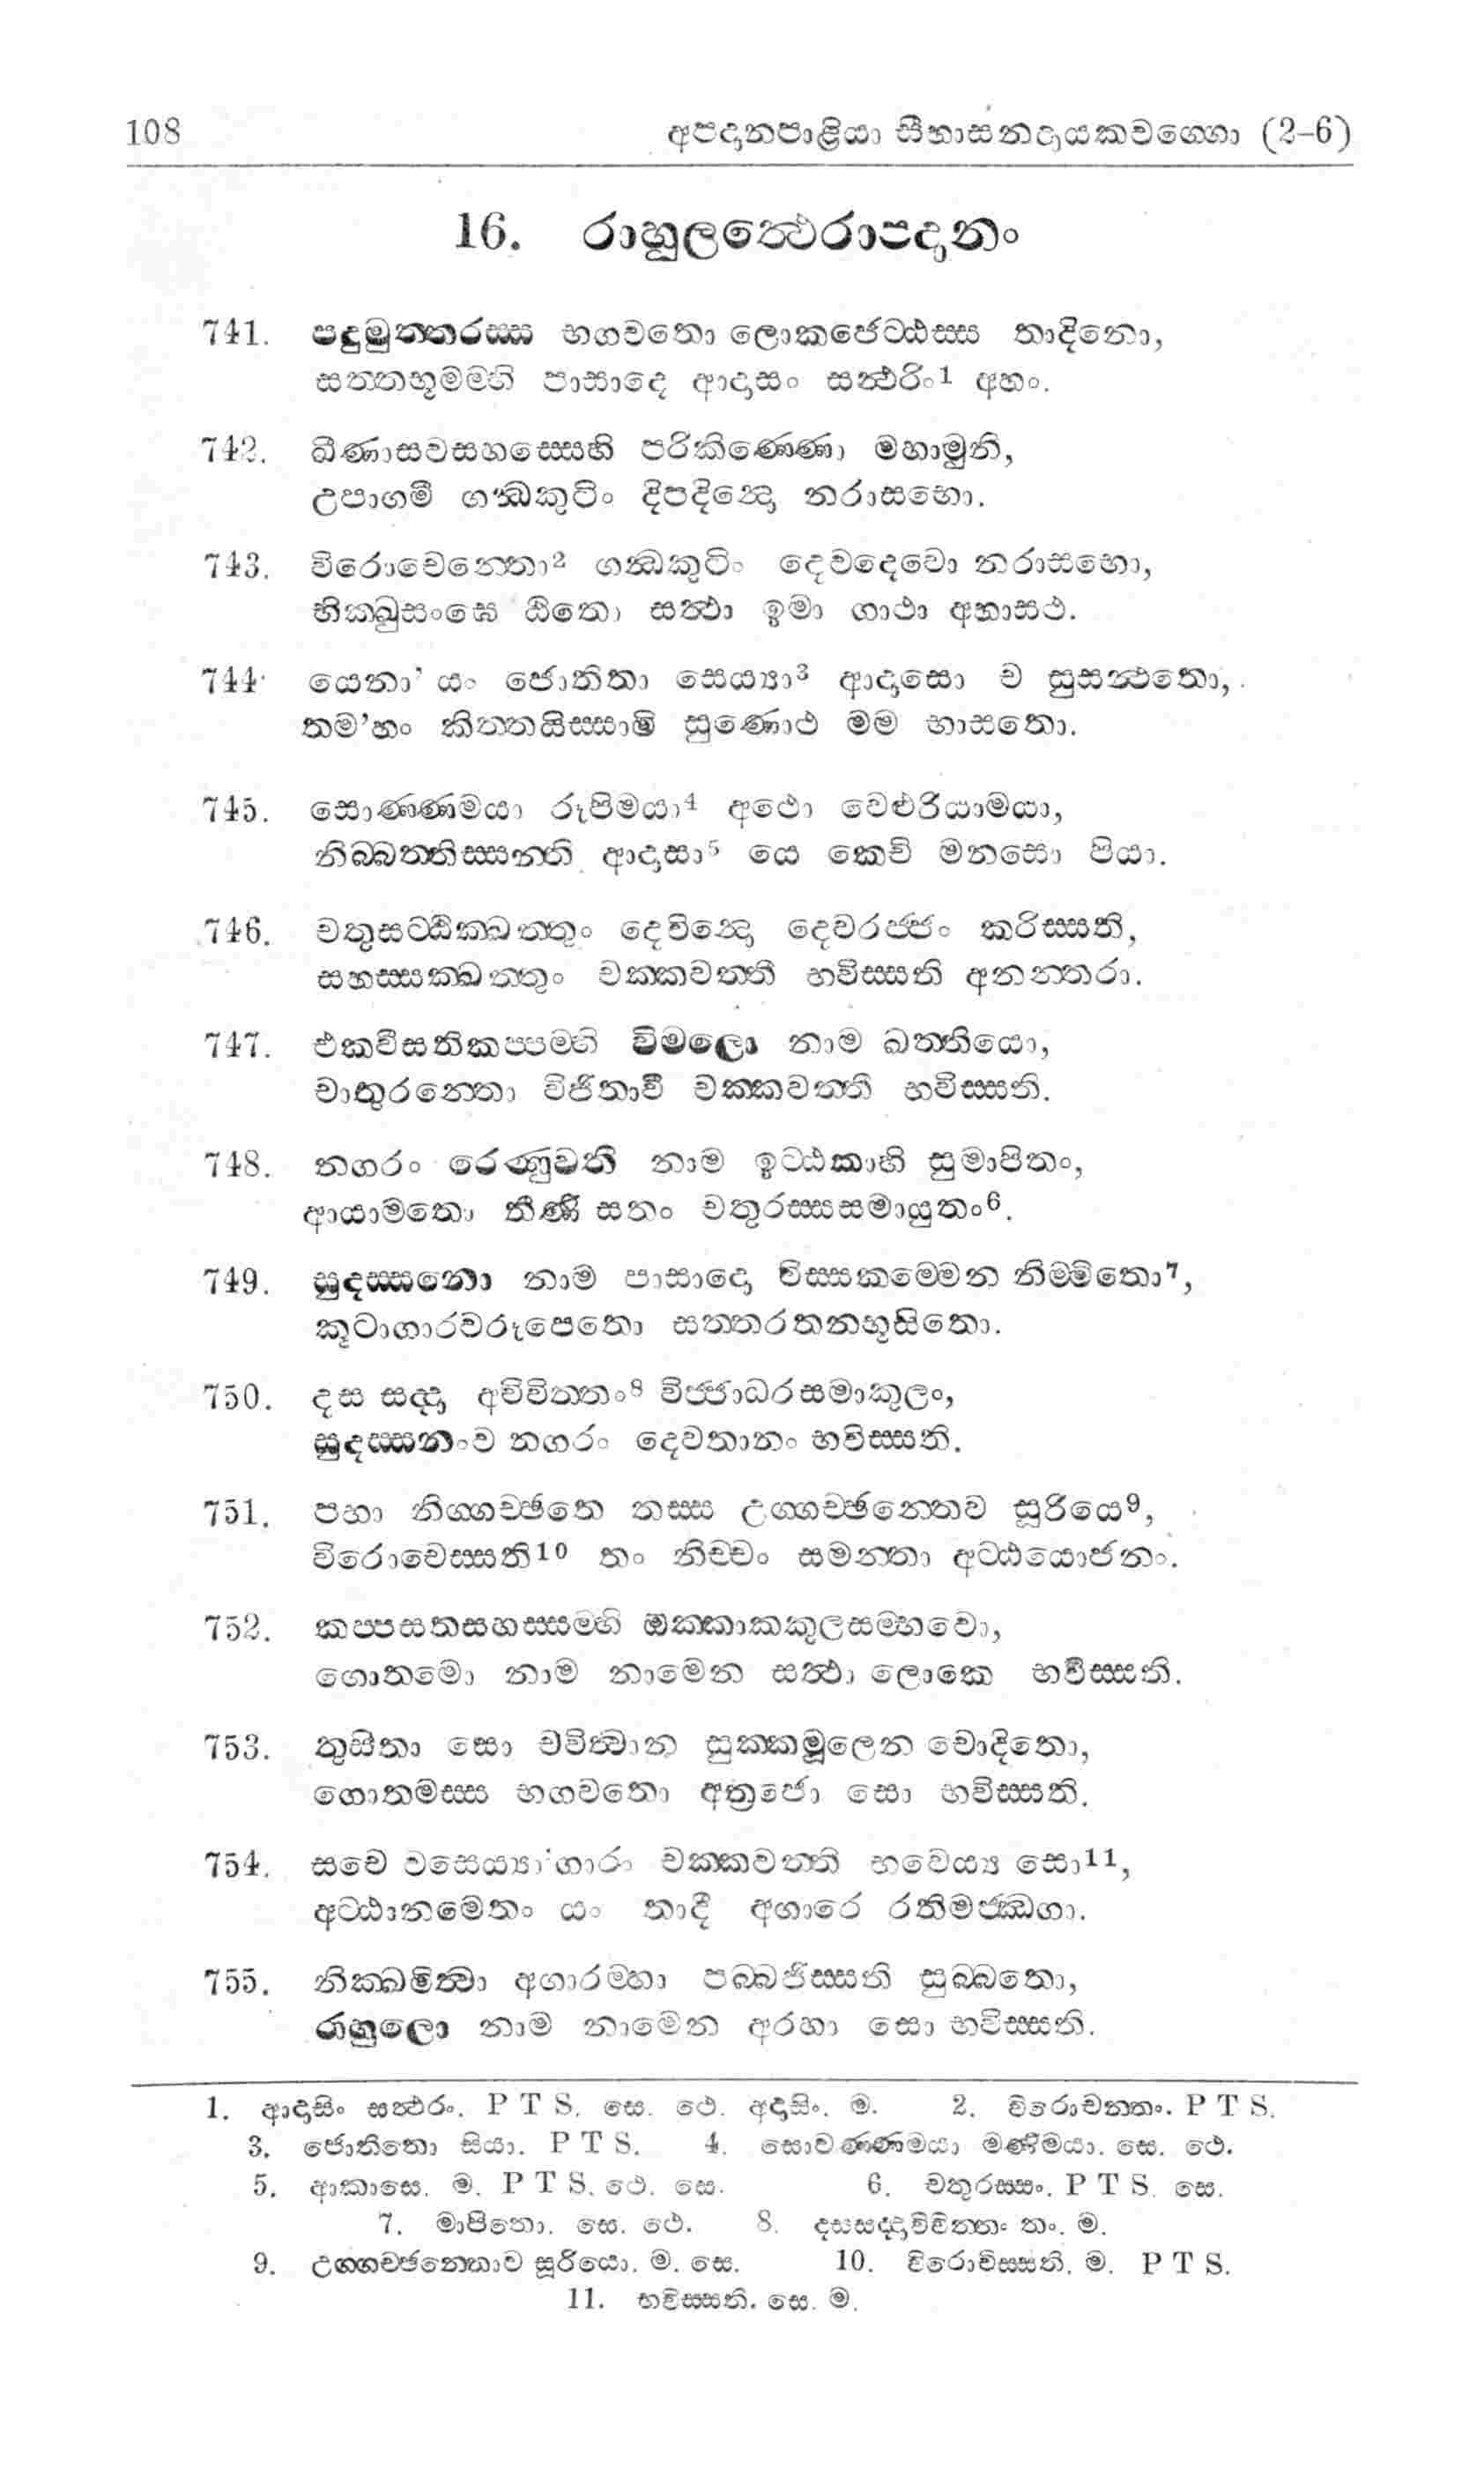 108 අපදානපාළියා සීහාසනදායකවග්ගො (2-6)
16. රාහුලත්ථෙරාපදානං
741. පදුමුත්තරස්ස භගවතො ලොකජෙට්ඨස්ස තාදිනො,
සත්තභූමම්හි පාසාදෙ ආදාසං සන්ථරිං1 අහං.
742. ඛීණාසවසහස්සෙහි පරිකිණ්ණො මහාමුනි,
උපාගමී ගන්ධකුටිං දිපදින්දො නරාසභො.
743. විරොචෙන්තො2 ගන්ධකුටිං දෙවදෙවො නරාසභො,
භික්ඛුසංඝෙ ඨිතො සත්ථා ඉමා ගාථා අභාසථ.
744. යෙනා’ යං ජොතිතා සෙය්‍යා3 ආදාසො ච සුසන්ථතො,
තම’හං කිත්තයිස්සාමි සුණොථ මම භාසතො.
745. සොණ්ණමයා රූපිමයා4 අථො වෙළුරියාමයා,
නිබ්බත්තිස්සන්ති ආදාසා5 යෙ කෙචි මනසො පියා.
746. චතුසට්ඨික්ඛත්තුං දෙවින්දො දෙවරජ්ජං කරිස්සති,
සහස්සක්ඛත්තුං චක්කවත්තී භවිස්සති අනන්තරා.
747. එකවීසතිකප්පම්හි විමලො නාම ඛත්තියො,
චාතුරන්තො විජිතාවී චක්කවත්තී භවිස්සති.
748. නගරං රෙණුවතී නාම ඉට්ඨකාහි සුමාපිතං,
ආයාමතො තීණි සතං චතුරස්සසමායුතං6.
749. සුදස්සනො නාම පාසාදො විස්සකම්මෙන නිම්මිතො7,
කූටාගාරවරූපෙතො සත්තරතනභූසිතො.
750. දස සද්දා අවිවිත්තං8 විජ්ජාධරසමාකුලං,
සුදස්සනංව නගරං දෙවතානං භවිස්සති.
751. පභා නිග්ගච්ඡතෙ තස්ස උග්ගච්ඡන්තෙව සූරියෙ9,
විරොචෙස්සති10 තං නිච්චං සමන්තා අට්ඨයොජනං.
752. කප්පසතසහස්සම්හි ඔක්කාකකුලසම්භවො,
ගොතමො නාම නාමෙන සත්ථා ලොකෙ භවිස්සති.
753. තුසිතා සො චවිත්වාන සුක්කමූලෙන චොදිතො,
ගොතමස්ස භගවතො අත්‍රජො සො භවිස්සති.
754. සචෙ වසෙය්‍යා’ගාරං චක්කවත්ති භවෙය්‍ය සො11,
අට්ඨානමෙතං යං තාදී අගාරෙ රතිමජ්ඣගා.
755. නික්ඛමිත්වා අගාරම්හා පබ්බජිස්සති සුබ්බතො,
රාහුලො නාම නාමෙන අරහා සො භවිස්සති.
1. ආදාසිං සන්ථරං. P T S. සෙ. ථෙ. අදාසිං. ම. 2. විරොචන්තං. P T S.
3. ජොතිතො සියා. P T S. 4. සොවණ්ණමයා මණිමයා. සෙ. ථෙ.
5. ආකාසෙ. ම. P T S. ථෙ. සෙ. 6. චතුරස්සං. P T S. සෙ.
7. මාපිතො. සෙ. ථෙ. 8. දසසද්දාවිවිත්තං තං. ම.
9. උග්ගච්ඡන්තොව සූරියො. ම. සෙ. 10. විරොචිස්සති. ම. P T S.
11. භවිස්සති. සෙ. ම.